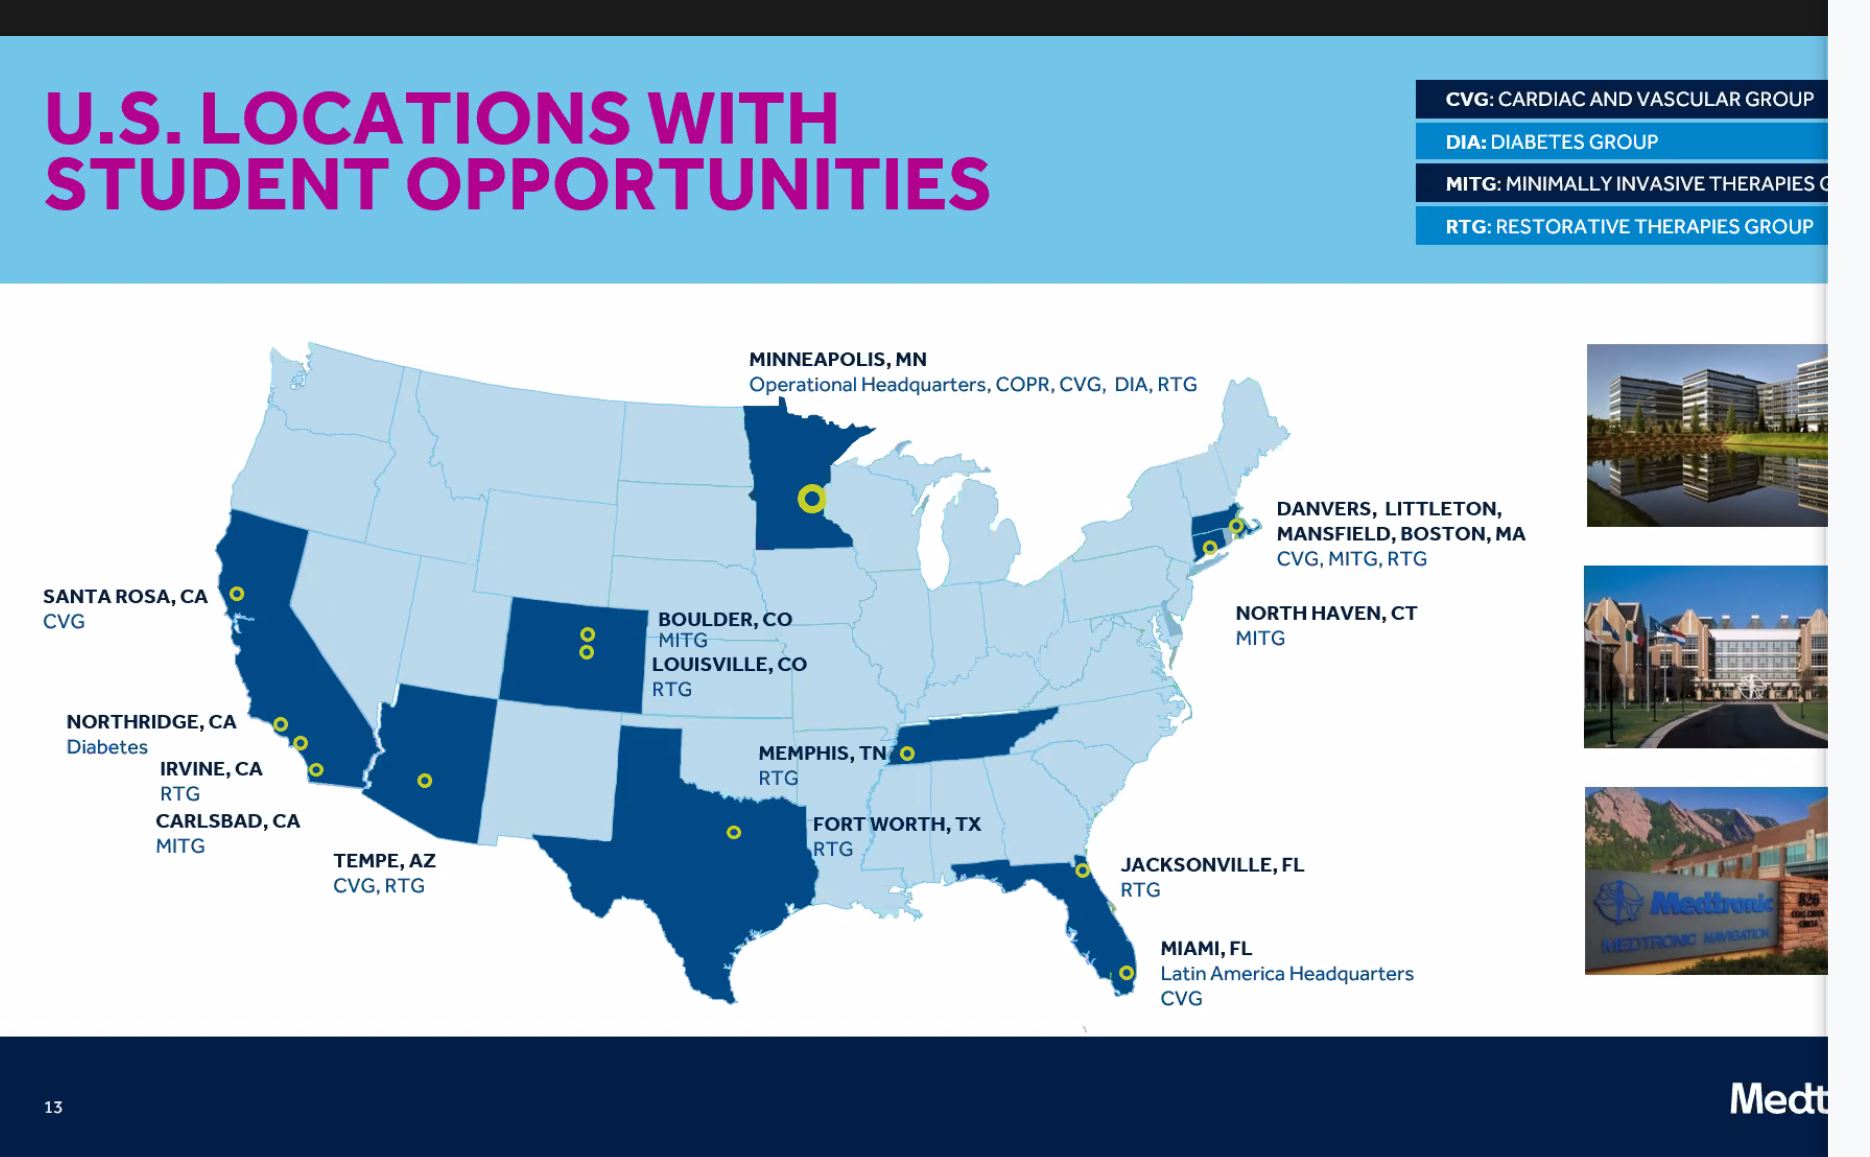 U.S. LOCATIONS WITH
STUDENT OPPORTUNITIES
CVG: CARDIAC AND VASCULAR GROUP
DIA: DIABETES GROUP
MITG: MINIMALLY INVASIVE THERAPIES G
RTG: RESTORATIVE THERAPIES GROUP
MINNEAPOLIS, MN
Operational Headquarters, COPR, CVG, DIA, RTG
DANVERS, LITTLETON,
MANSFIELD, BOSTON, MA
CVG, MITG, RTG
SANTA ROSA, CA
CVG
BOULDER, CO
MITG
LOUISVILLE, CO
RTG
NORTH HAVEN, CT
MITG
NORTHRIDGE, CA
Diabetes
IRVINE, CA
RTG
CARLSBAD, CA
MITG
MEMPHIS, TN
RTG
FORT WORTH, TX
RTG
TEMPE, AZ
CVG, RTG
JACKSONVILLE, FL
RTG
MIAMI, FL
Latin America Headquarters
CVG
Medtronic
MEDTRONIC NAVIGATION
826
COAL CREEK
CIRCLE
13
Medt